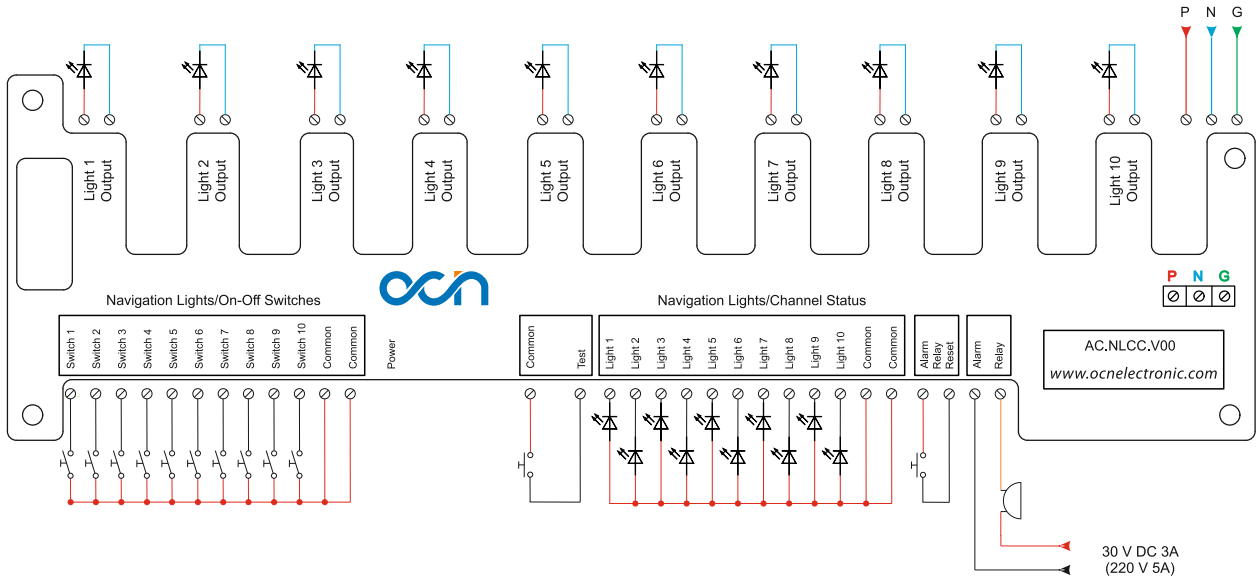 P N G
Light 1
Output
Light 2
Output
Light 3
Output
Light 4
Output
Light 5
Output
Light 6
Output
Light 7
Output
Light 8
Output
Light 9
Output
Light 10
Output
ocin
P N G
Navigation Lights/On-Off Switches
Navigation Lights/Channel Status
Switch 1
Switch 2
Switch 3
Switch 4
Switch 5
Switch 6
Switch 7
Switch 8
Switch 9
Switch 10
Common
Common
Power
Common
Test
Light 1
Light 2
Light 3
Light 4
Light 5
Light 6
Light 7
Light 8
Light 9
Light 10
Common
Common
Alarm
Relay
Reset
Alarm
Relay
AC.NLCC.V00
www.ocnelectronic.com
30 V DC 3A
(220 V 5A)